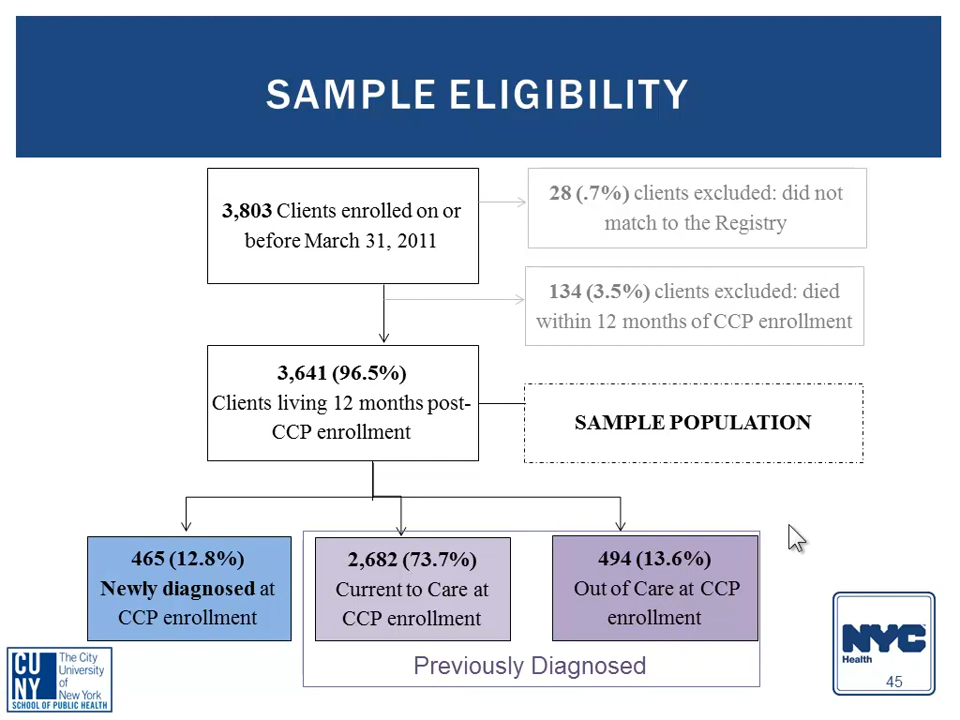 SAMPLE ELIGIBILITY
3,803 Clients enrolled on or
before March 31, 2011
28 (.7%) clients excluded: did not
match to the Registry
134 (3.5%) clients excluded: died
within 12 months of CCP enrollment
3,641 (96.5%)
Clients living 12 months post-
CCP enrollment
SAMPLE POPULATION
465 (12.8%)
Newly diagnosed at
CCP enrollment
2,682 (73.7%)
Current to Care at
CCP enrollment
494 (13.6%)
Out of Care at CCP
enrollment
Previously Diagnosed
CU
NY
The City
University
of
New York
SCHOOL OF PUBLIC HEALTH
NYC
Health
45